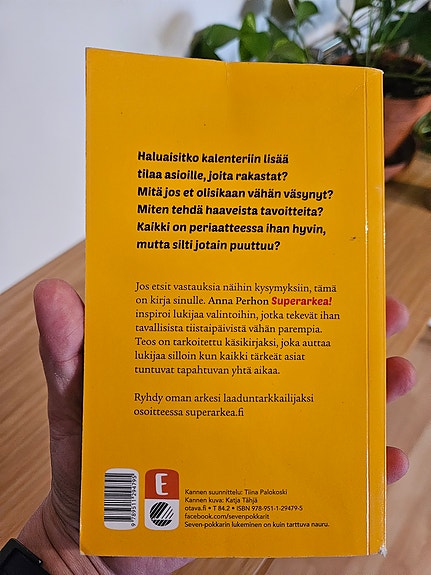 Haluaisitko kalenteriin lisää
tilaa asioille, joita rakastat?
Mitä jos et olisikaan vähän väsynyt?
Miten tehdä haaveista tavoitteita?
Kaikki on periaatteessa ihan hyvin,
mutta silti jotain puuttuu?
Jos etsit vastauksia näihin kysymyksiin, tämä
on kirja sinulle. Anna Perhon Superarkea!
inspiroi lukijaa valintoihin, jotka tekevät ihan
tavallisista tiistaipäivistä vähän parempia.
Teos on tarkoitettu käsikirjaksi, joka auttaa
lukijaa silloin kun kaikki tärkeät asiat
tuntuvat tapahtuvan yhtä aikaa.
Ryhdy oman arkesi laaduntarkkailijaksi
osoitteessa superarkea.fi
9789511294795
E
Kannen suunnittelu: Tiina Palokoski
Kannen kuva: Katja Tähjä
otava.fi • T 84.2 • ISBN 978-951-1-29479-5
facebook.com/sevenpokkarit
Seven-pokkarin lukeminen on kuin tarttuva nauru.